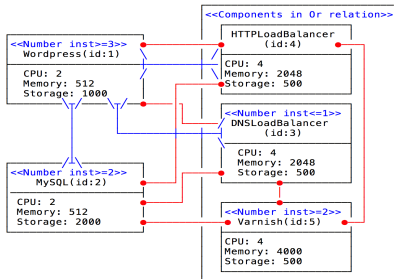 <<Components in Or relation>>
<<Number inst>=3>>
Wordpress(id:1)
CPU: 2
Memory: 512
Storage: 1000
HTTPLoadBalancer
(id:4)
CPU: 4
Memory: 2048
Storage: 500
<<Number inst<=1>>
DNSLoadBalancer
(id:3)
CPU: 4
Memory: 2048
Storage: 500
<<Number inst>=2>>
MySQL(id:2)
CPU: 2
Memory: 512
Storage: 2000
<<Number inst>=2>>
Varnish(id:5)
CPU: 4
Memory: 4000
Storage: 500